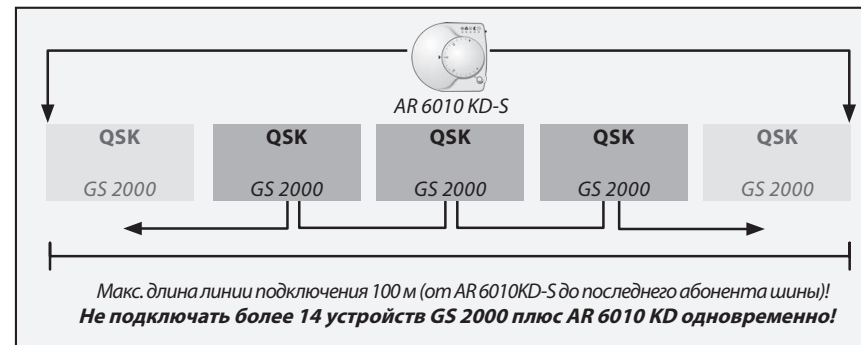 AR 6010 KD-S
QSK QSK QSK QSK QSK
GS 2000 GS 2000 GS 2000 GS 2000 GS 2000
Макс. длина линии подключения 100 м (от AR 6010KD-S до последнего абонента шины)!
Не подключать более 14 устройств GS 2000 плюс AR 6010 KD одновременно!